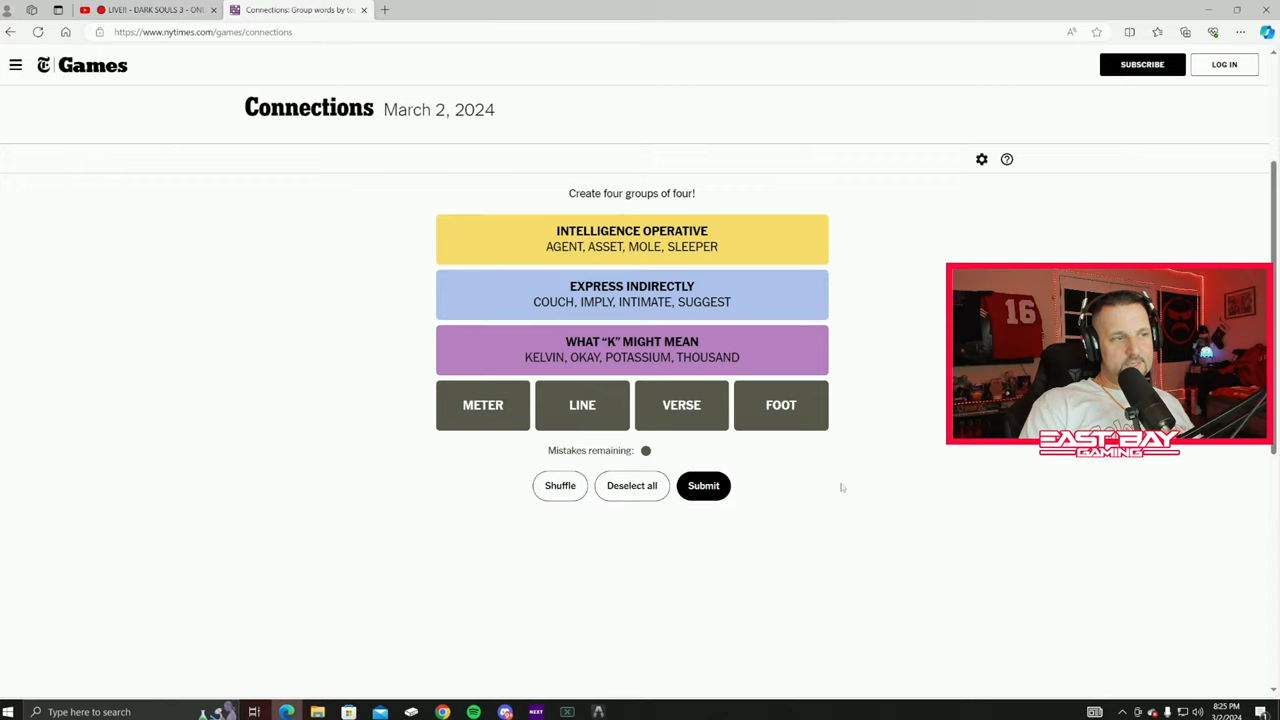 LIVE!! - DARK SOULS 3 - ONE
Connections: Group words by to
https://www.nytimes.com/games/connections
Games
SUBSCRIBE
LOG IN
Connections March 2, 2024
Create four groups of four!
INTELLIGENCE OPERATIVE
AGENT, ASSET, MOLE, SLEEPER
EXPRESS INDIRECTLY
COUCH, IMPLY, INTIMATE, SUGGEST
WHAT “K” MIGHT MEAN
KELVIN, OKAY, POTASSIUM, THOUSAND
METER LINE VERSE FOOT
Mistakes remaining:
Shuffle Deselect all Submit
16
EAST BAY
GAMING
Type here to search
NEXT
8:25 PM
3/2/2024